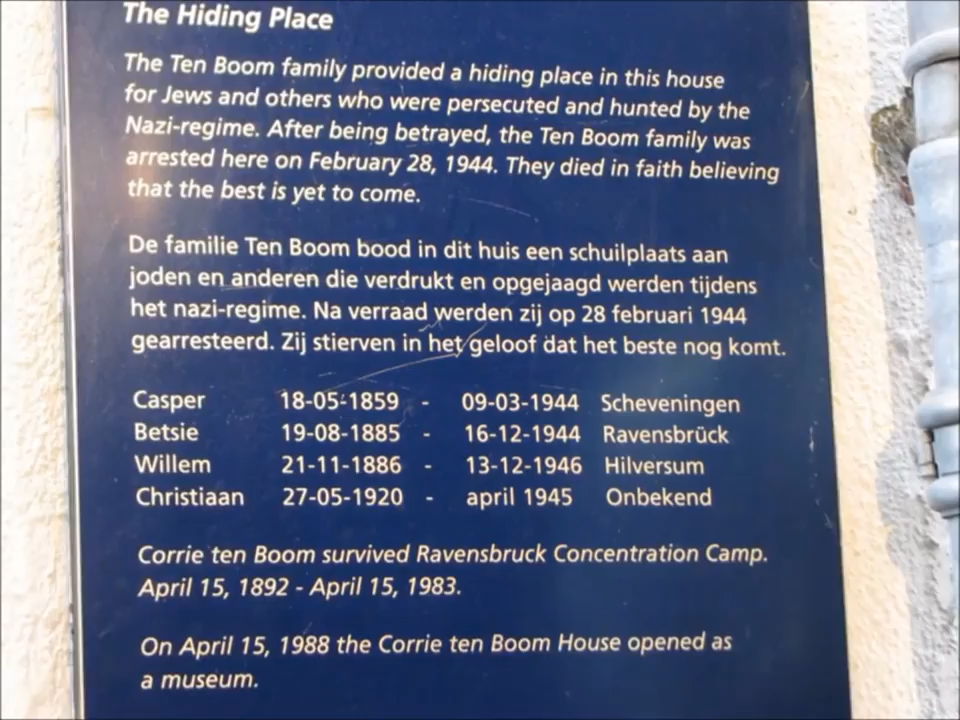 The Hiding Place
The Ten Boom family provided a hiding place in this house
for Jews and others who were persecuted and hunted by the
Nazi-regime. After being betrayed, the Ten Boom family was
arrested here on February 28, 1944. They died in faith believing
that the best is yet to come.
De familie Ten Boom bood in dit huis een schuilplaats aan
joden en anderen die verdrukt en opgejaagd werden tijdens
het nazi-regime. Na verraad werden zij op 28 februari 1944
gearresteerd. Zij stierven in het geloof dat het beste nog komt.
Casper 18-05-1859 - 09-03-1944 Scheveningen
Betsie 19-08-1885 - 16-12-1944 Ravensbrück
Willem 21-11-1886 - 13-12-1946 Hilversum
Christiaan 27-05-1920 - april 1945 Onbekend
Corrie ten Boom survived Ravensbruck Concentration Camp.
April 15, 1892 - April 15, 1983.
On April 15, 1988 the Corrie ten Boom House opened as
a museum.